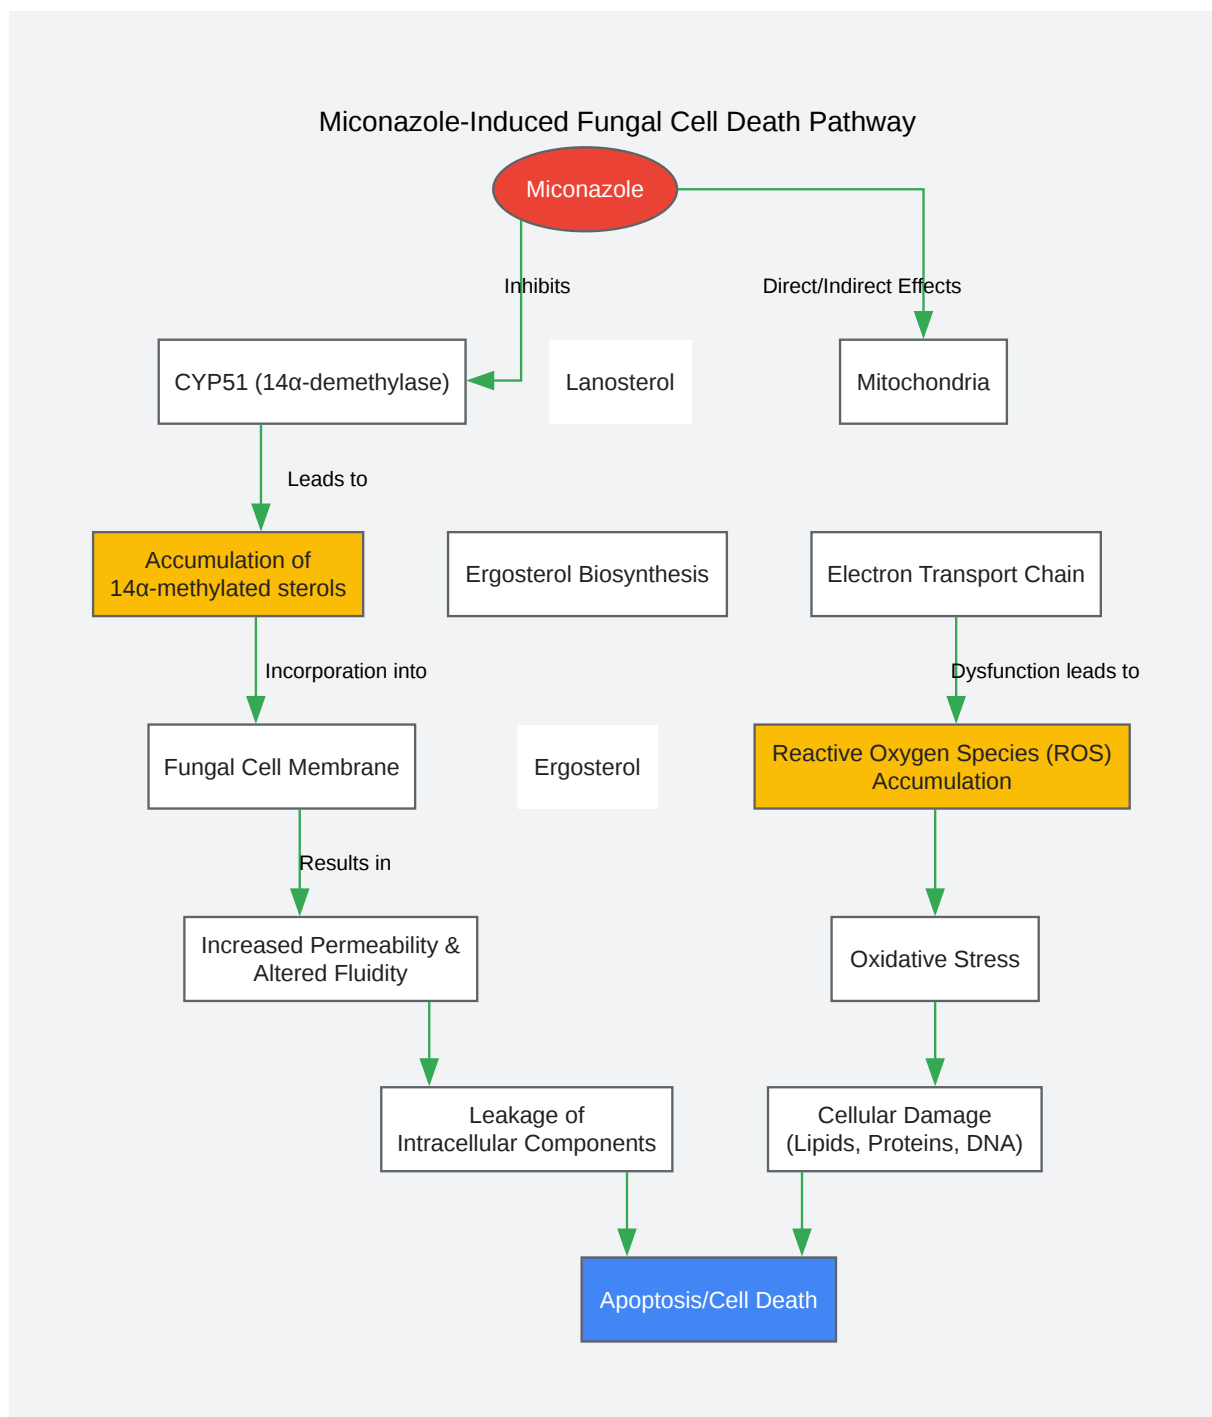 Miconazole-Induced Fungal Cell Death Pathway
Miconazole
Inhibits
Direct/Indirect Effects
CYP51 (14α-demethylase)
Lanosterol
Mitochondria
Leads to
Accumulation of
14α-methylated sterols
Ergosterol Biosynthesis
Electron Transport Chain
Incorporation into
Dysfunction leads to
Fungal Cell Membrane
Ergosterol
Reactive Oxygen Species (ROS)
Accumulation
Results in
Increased Permeability &
Altered Fluidity
Oxidative Stress
Leakage of
Intracellular Components
Cellular Damage
(Lipids, Proteins, DNA)
Apoptosis/Cell Death